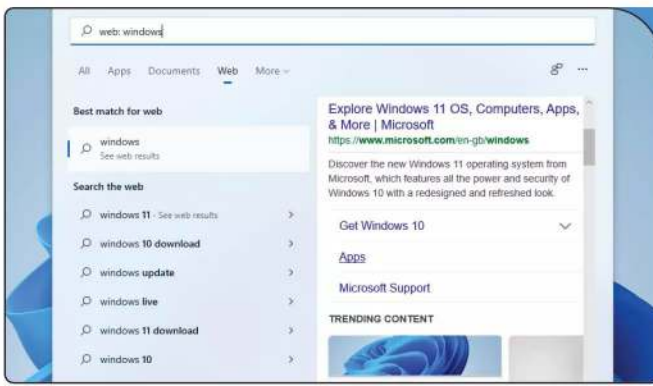 web: windows
All Apps Documents Web More
Best match for web
windows
See web results
Search the web
windows 11 - See web results
windows 10 download
windows update
windows live
windows 11 download
windows 10
Explore Windows 11 OS, Computers, Apps,
& More | Microsoft
https://www.microsoft.com/en-gb/windows
Discover the new Windows 11 operating system from
Microsoft, which features all the power and security of
Windows 10 with a redesigned and refreshed look.
Get Windows 10
Apps
Microsoft Support
TRENDING CONTENT